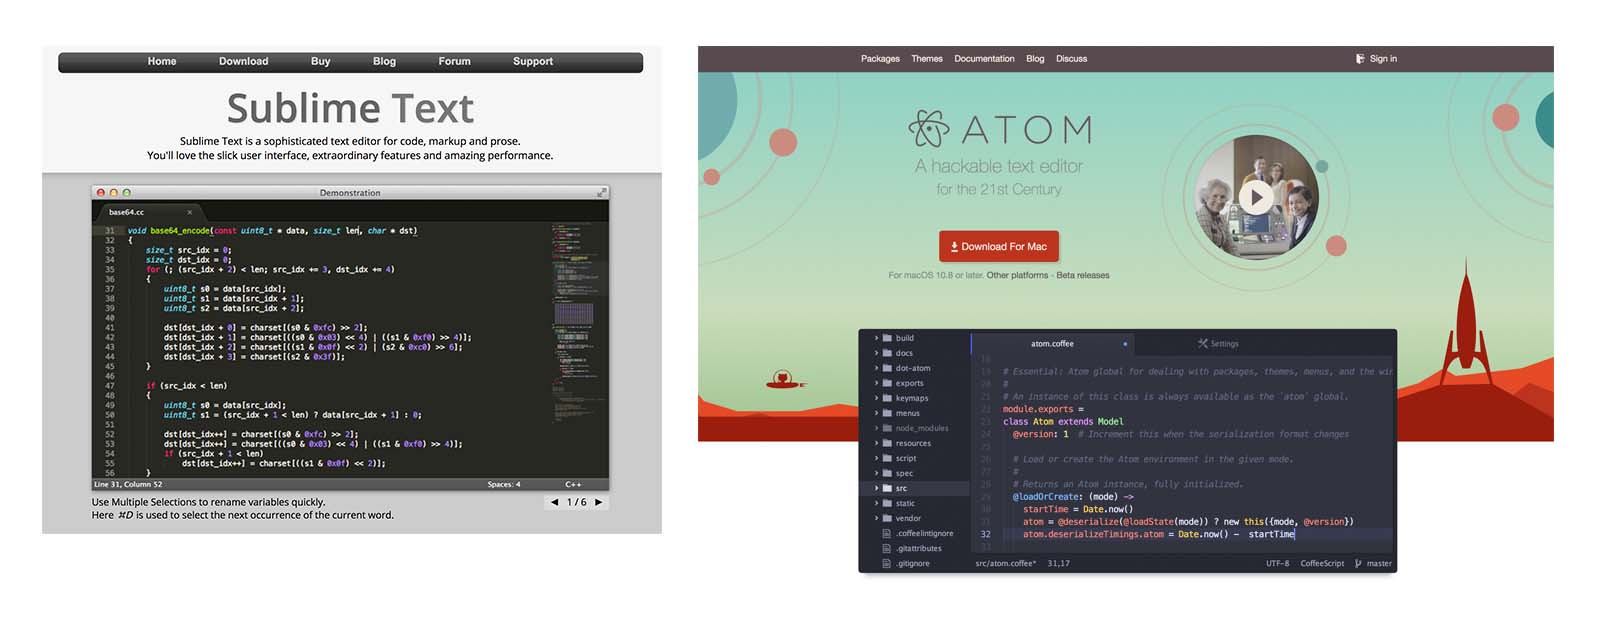 Home Download Buy Blog Forum Support
Sublime Text
Sublime Text is a sophisticated text editor for code, markup and prose.
You'll love the slick user interface, extraordinary features and amazing performance.
Demonstration
base64.cc
31 void base64_encode(const uint8_t * data, size_t len, char * dst)
32 {
33 size_t src_idx = 0;
34 size_t dst_idx = 0;
35 for (; (src_idx + 2) < len; src_idx += 3, dst_idx += 4)
36 {
37 uint8_t s0 = data[src_idx];
38 uint8_t s1 = data[src_idx + 1];
39 uint8_t s2 = data[src_idx + 2];
40
41 dst[dst_idx + 0] = charset[(s0 & 0xfc) >> 2];
42 dst[dst_idx + 1] = charset[((s0 & 0x03) << 4) | ((s1 & 0xf0) >> 4)];
43 dst[dst_idx + 2] = charset[((s1 & 0x0f) << 2) | (s2 & 0xc0) >> 6];
44 dst[dst_idx + 3] = charset[(s2 & 0x3f)];
45 }
46
47 if (src_idx < len)
48 {
49 uint8_t s0 = data[src_idx];
50 uint8_t s1 = (src_idx + 1 < len) ? data[src_idx + 1] : 0;
51
52 dst[dst_idx++] = charset[(s0 & 0xfc) >> 2];
53 dst[dst_idx++] = charset[((s0 & 0x03) << 4) | ((s1 & 0xf0) >> 4)];
54 if (src_idx + 1 < len)
55 dst[dst_idx++] = charset[((s1 & 0x0f) << 2)];
56 }
Line 31, Column 52 Spaces: 4 C++
Use Multiple Selections to rename variables quickly.
Here ⌘D is used to select the next occurrence of the current word.
◀ 1 / 6 ▶
Packages Themes Documentation Blog Discuss Sign in
ATOM
A hackable text editor
for the 21st Century
Download For Mac
For macOS 10.8 or later. Other platforms - Beta releases
build
docs
dot-atom
exports
keymaps
menus
node_modules
resources
script
spec
src
static
vendor
.coffeelintignore
.gitattributes
.gitignore
atom.coffee Settings
18
19 # Essential: Atom global for dealing with packages, themes, menus, and the win
20 #
21 # An instance of this class is always available as the `atom` global.
22 module.exports =
23 class Atom extends Model
24 @version: 1 # Increment this when the serialization format changes
25
26 # Load or create the Atom environment in the given mode.
27 #
28 # Returns an Atom instance, fully initialized.
29 @loadOrCreate: (mode) ->
30 startTime = Date.now()
31 atom = @deserialize(@loadState(mode)) ? new this({mode, @version})
32 atom.deserializeTimings.atom = Date.now() - startTime
33
src/atom.coffee* 31,17 UTF-8 CoffeeScript master